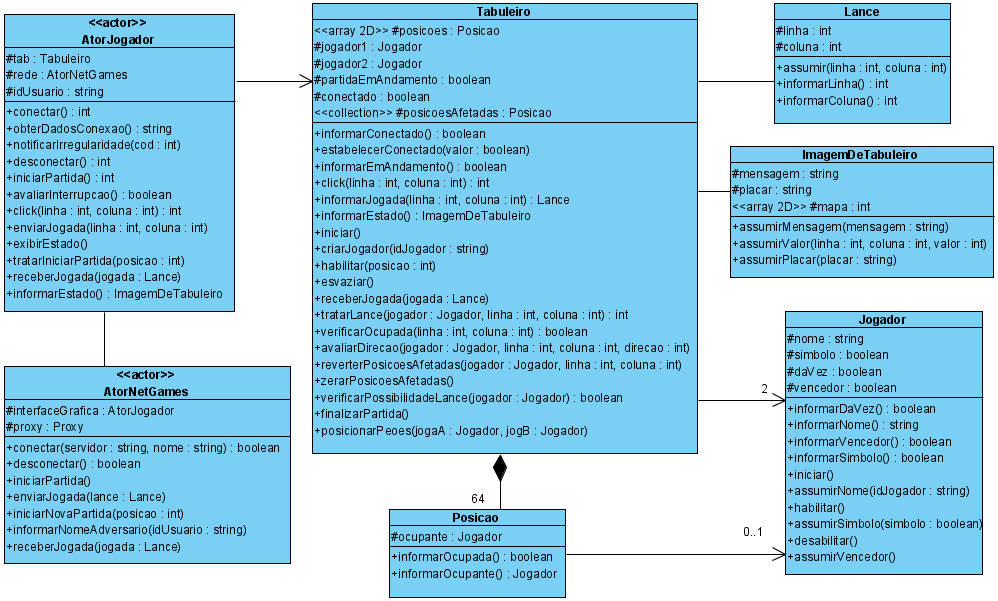 <<actor>>
AtorJogador
#tab : Tabuleiro
#rede : AtorNetGames
#idUsuario : string
+conectar() : int
+obterDadosConexao() : string
+notificarIrregularidade(cod : int)
+desconectar() : int
+iniciarPartida() : int
+avaliarInterrupcao() : boolean
+click(linha : int, coluna : int) : int
+enviarJogada(linha : int, coluna : int)
+exibirEstado()
+tratarIniciarPartida(posicao : int)
+receberJogada(jogada : Lance)
+informarEstado() : ImagemDeTabuleiro
<<actor>>
AtorNetGames
#interfaceGrafica : AtorJogador
#proxy : Proxy
+conectar(servidor : string, nome : string) : boolean
+desconectar() : boolean
+iniciarPartida()
+enviarJogada(lance : Lance)
+iniciarNovaPartida(posicao : int)
+informarNomeAdversario(idUsuario : string)
+receberJogada(jogada : Lance)
Tabuleiro
<<array 2D>> #posicoes : Posicao
#jogador1 : Jogador
#jogador2 : Jogador
#partidaEmAndamento : boolean
#conectado : boolean
<<collection>> #posicoesAfetadas : Posicao
+informarConectado() : boolean
+estabelecerConectado(valor : boolean)
+informarEmAndamento() : boolean
+click(linha : int, coluna : int) : int
+informarJogada(linha : int, coluna : int) : Lance
+informarEstado() : ImagemDeTabuleiro
+iniciar()
+criarJogador(idJogador : string)
+habilitar(posicao : int)
+esvaziar()
+receberJogada(jogada : Lance)
+tratarLance(jogador : Jogador, linha : int, coluna : int) : int
+verificarOcupada(linha : int, coluna : int) : boolean
+avaliarDirecao(jogador : Jogador, linha : int, coluna : int, direcao : int)
+reverterPosicoesAfetadas(jogador : Jogador, linha : int, coluna : int)
+zerarPosicoesAfetadas()
+verificarPossibilidadeLance(jogador : Jogador) : boolean
+finalizarPartida()
+posicionarPeoes(jogaA : Jogador, jogB : Jogador)
64
Posicao
#ocupante : Jogador
+informarOcupada() : boolean
+informarOcupante() : Jogador
Lance
#linha : int
#coluna : int
+assumir(linha : int, coluna : int)
+informarLinha() : int
+informarColuna() : int
ImagemDeTabuleiro
#mensagem : string
#placar : string
<<array 2D>> #mapa : int
+assumirMensagem(mensagem : string)
+assumirValor(linha : int, coluna : int, valor : int)
+assumirPlacar(placar : string)
2
0..1
Jogador
#nome : string
#simbolo : boolean
#daVez : boolean
#vencedor : boolean
+informarDaVez() : boolean
+informarNome() : string
+informarVencedor() : boolean
+informarSimbolo() : boolean
+iniciar()
+assumirNome(idJogador : string)
+habilitar()
+assumirSimbolo(simbolo : boolean)
+desabilitar()
+assumirVencedor()